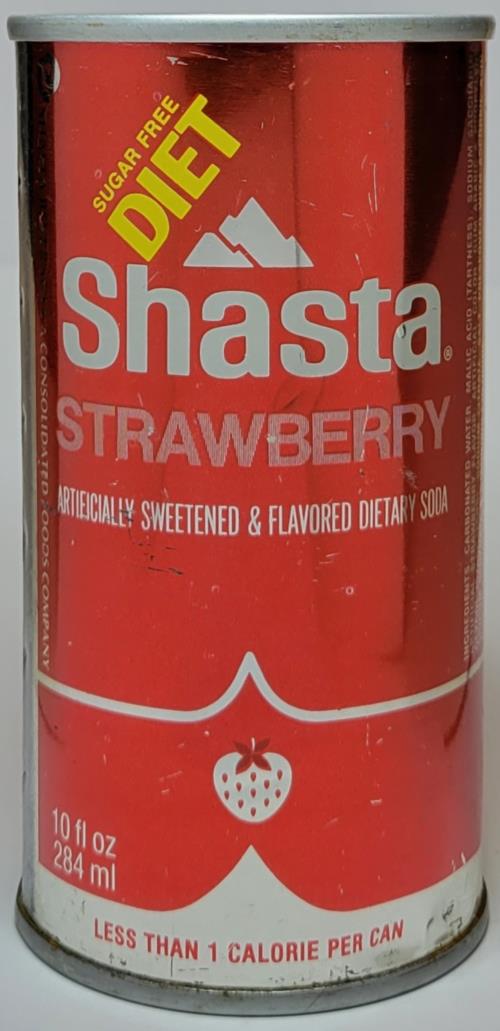 SUGAR FREE
DIET
Shasta®
STRAWBERRY
ARTIFICIALLY SWEETENED & FLAVORED DIETARY SODA
10 fl oz
284 ml
LESS THAN 1 CALORIE PER CAN
A CONSOLIDATED FOODS COMPANY
INGREDIENTS: CARBONATED WATER, MALIC ACID (TARTNESS), SODIUM